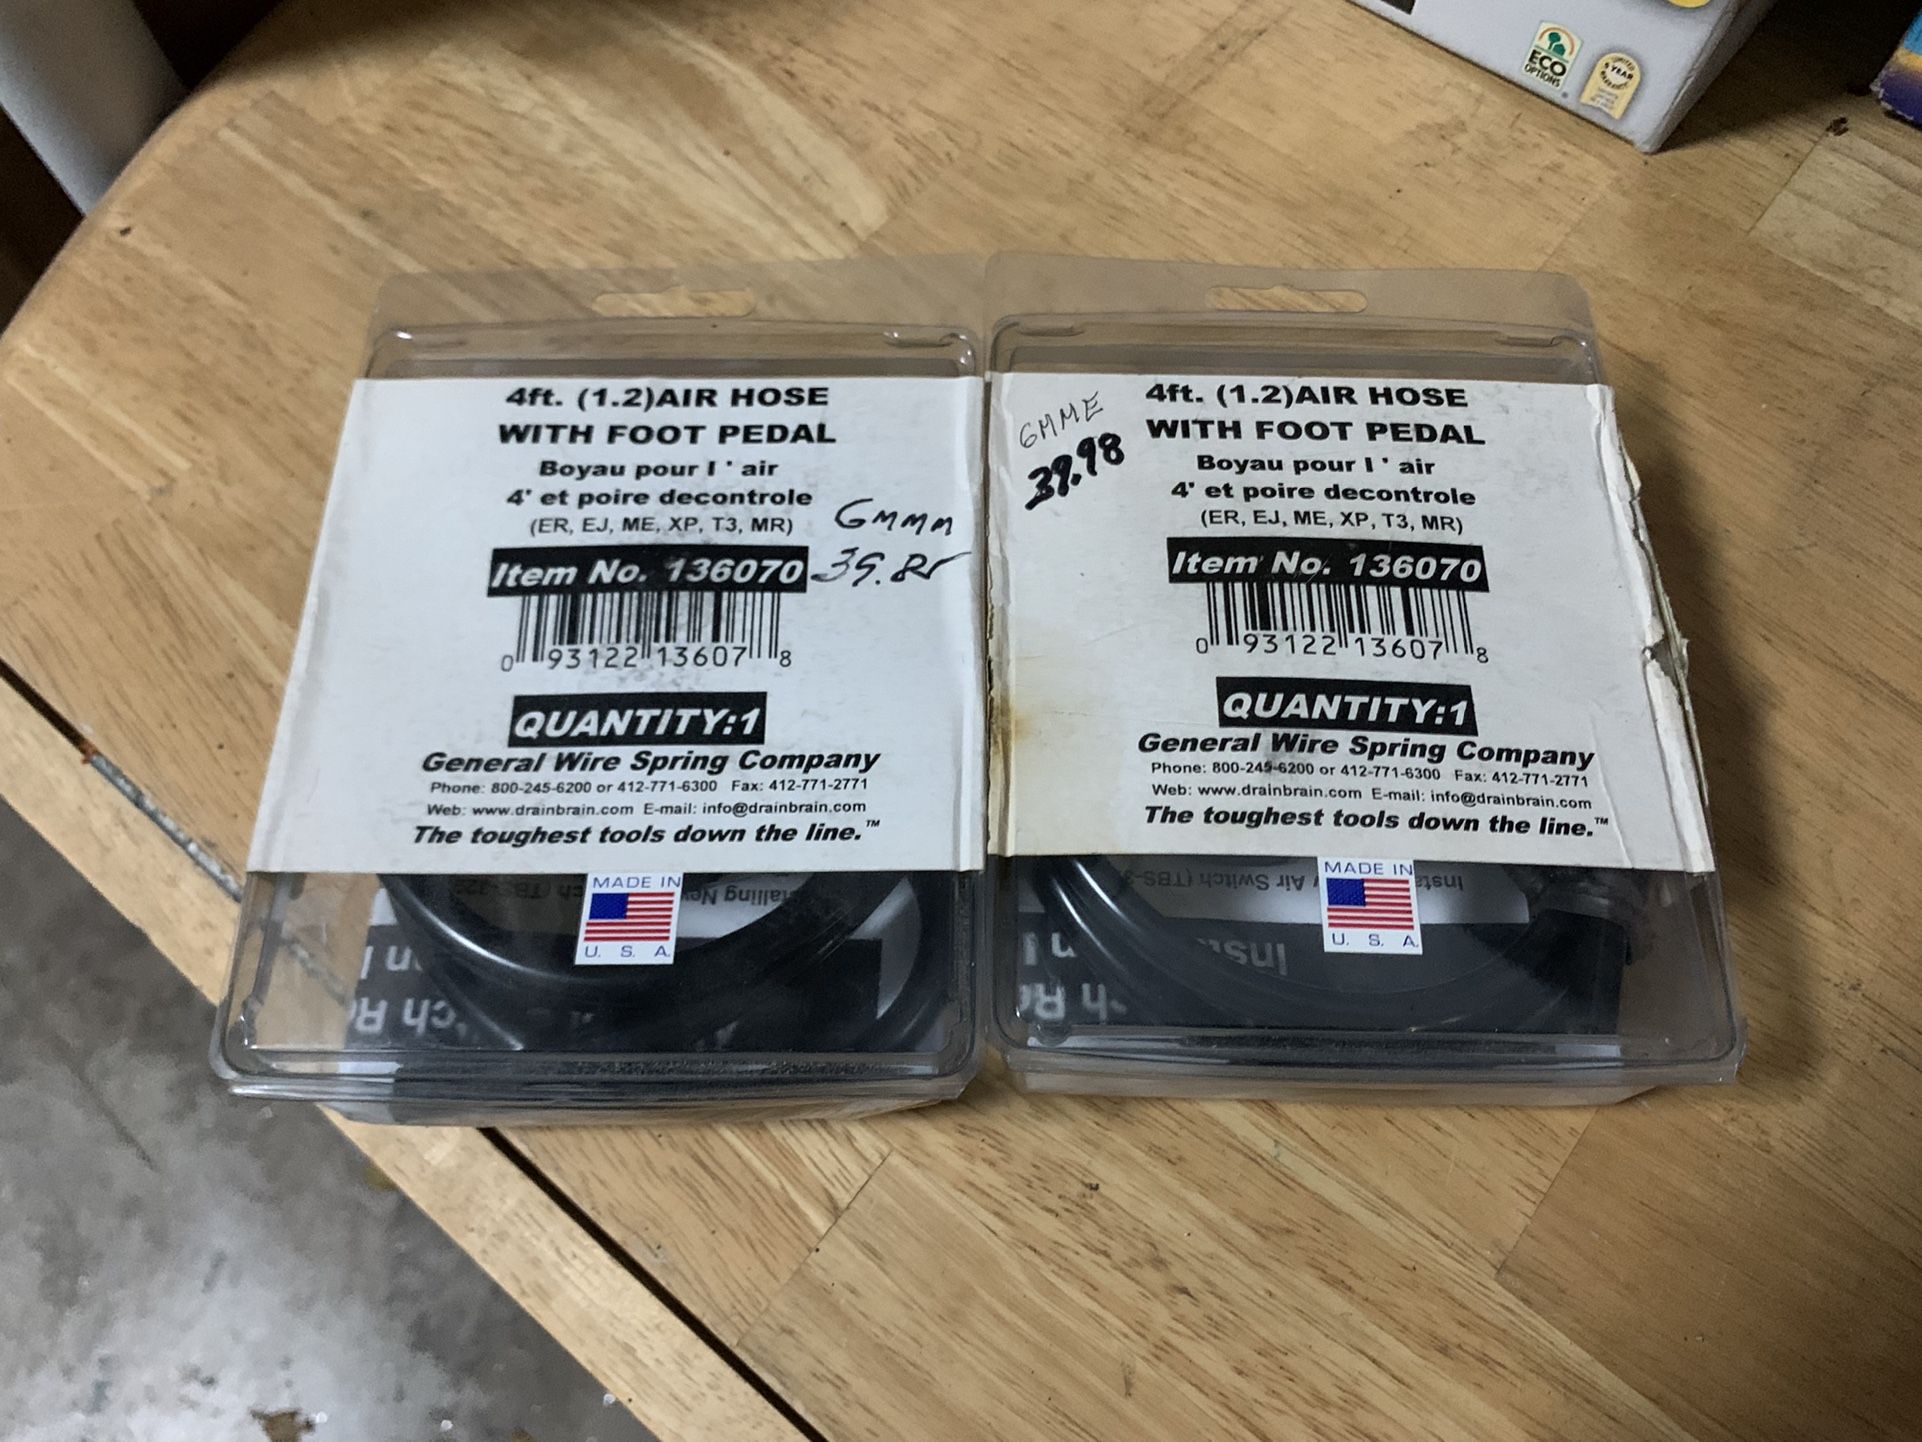 ECO
OPTIONS
5 YEAR
4ft. (1.2)AIR HOSE
WITH FOOT PEDAL
Boyau pour l ' air
4' et poire decontrole
(ER, EJ, ME, XP, T3, MR)
GMMM
Item No. 136070
0 93122 13607 8
QUANTITY:1
General Wire Spring Company
Phone: 800-245-6200 or 412-771-6300 Fax: 412-771-2771
Web: www.drainbrain.com E-mail: info@drainbrain.com
The toughest tools down the line.™
MADE IN
U. S. A.
4ft. (1.2)AIR HOSE
GMME
WITH FOOT PEDAL
39.98
Boyau pour l ' air
4' et poire decontrole
(ER, EJ, ME, XP, T3, MR)
Item No. 136070
0 93122 13607 8
QUANTITY:1
General Wire Spring Company
Phone: 800-245-6200 or 412-771-6300 Fax: 412-771-2771
Web: www.drainbrain.com E-mail: info@drainbrain.com
The toughest tools down the line.™
Air Switch
MADE IN
U. S. A.